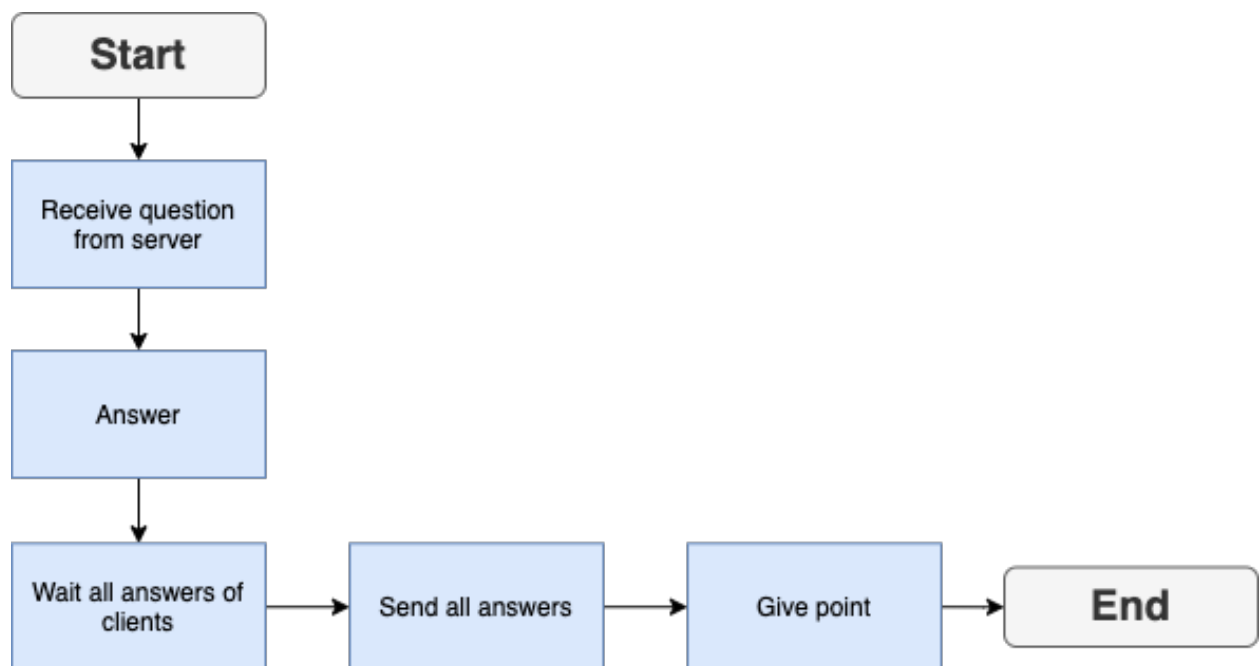 Start
Receive question
from server
Answer
Wait all answers of
clients
Send all answers
Give point
End